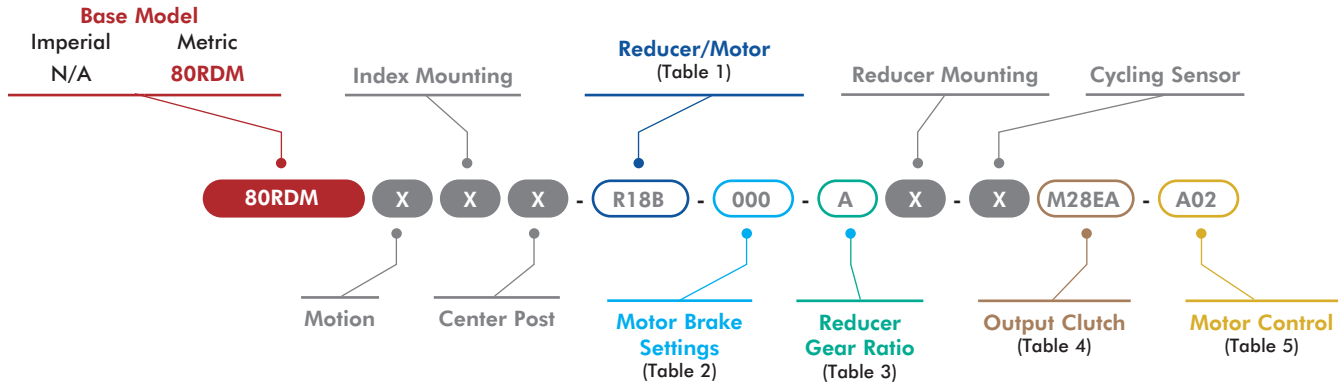 Base Model
Imperial Metric
N/A 80RDM
Index Mounting
Reducer/Motor
(Table 1)
Reducer Mounting
Cycling Sensor
80RDM X X X - R18B - 000 - A X - X M28EA - A02
Motion
Center Post
Motor Brake
Settings
(Table 2)
Reducer
Gear Ratio
(Table 3)
Output Clutch
(Table 4)
Motor Control
(Table 5)